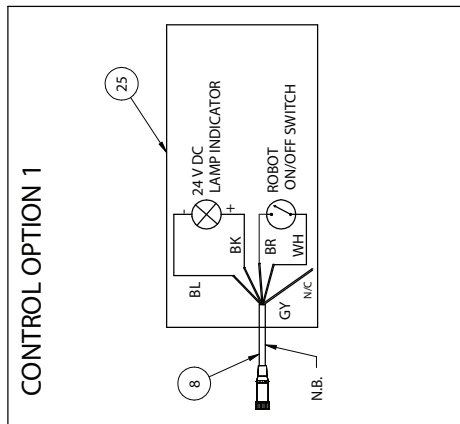 CONTROL OPTION 1
25
24 V DC
LAMP INDICATOR
-
+
BL
BK
ROBOT
ON/OFF SWITCH
BR
WH
GY
N/C
8
N.B.